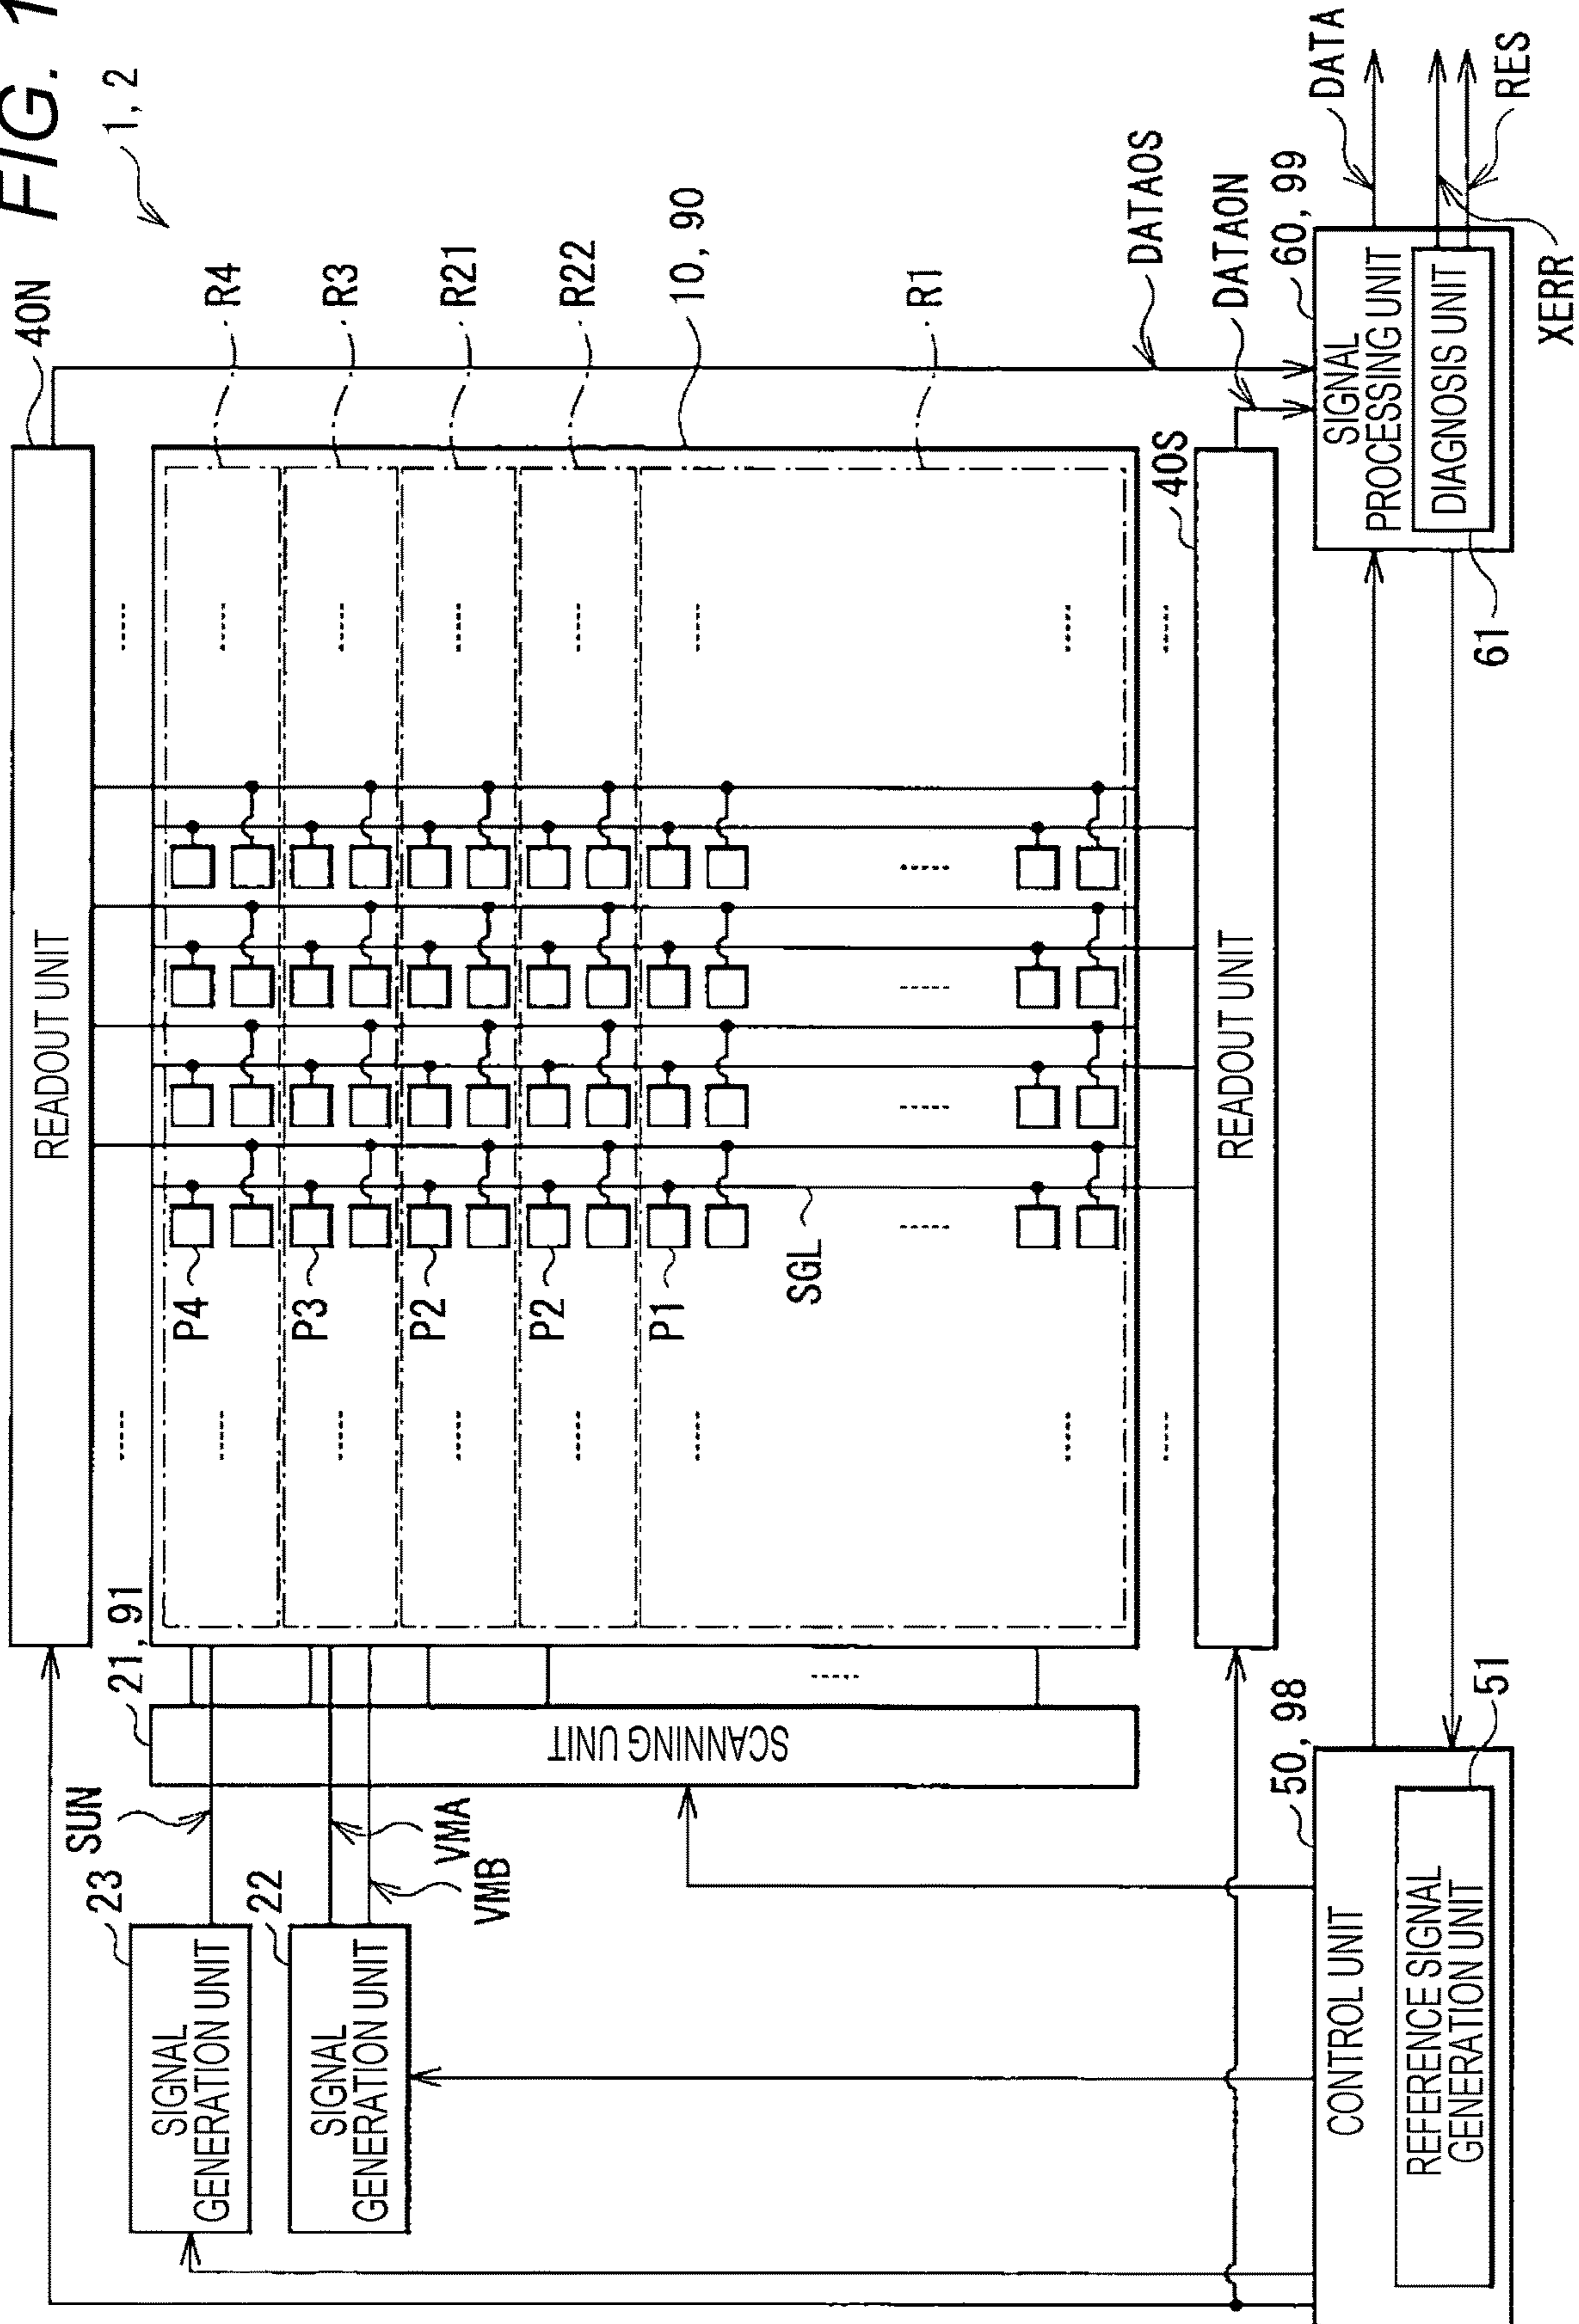 FIG. 1
1, 2
40N
READOUT UNIT
R4
R3
R21
R22
10, 90
R1
DATAOS
DATAON
60, 99
SIGNAL
PROCESSING UNIT
DIAGNOSIS UNIT
61
DATA
XERR
RES
40S
READOUT UNIT
P4
P3
P2
P2
P1
SGL
21, 91
SCANNING UNIT
SUN
VMA
VMB
23
SIGNAL
GENERATION UNIT
22
SIGNAL
GENERATION UNIT
50, 98
CONTROL UNIT
51
REFERENCE SIGNAL
GENERATION UNIT